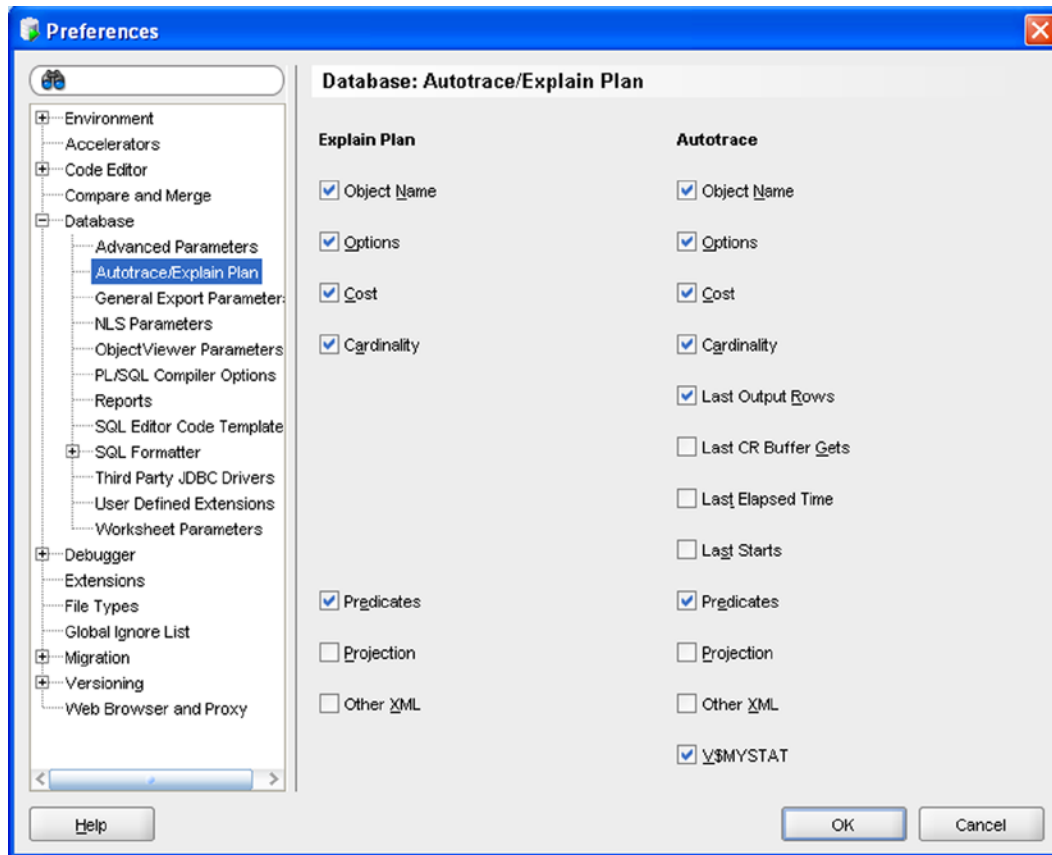 Preferences
Database: Autotrace/Explain Plan
Environment
Accelerators
Code Editor
Compare and Merge
Database
Advanced Parameters
Autotrace/Explain Plan
General Export Parameter
NLS Parameters
ObjectViewer Parameters
PL/SQL Compiler Options
Reports
SQL Editor Code Template
SQL Formatter
Third Party JDBC Drivers
User Defined Extensions
Worksheet Parameters
Debugger
Extensions
File Types
Global Ignore List
Migration
Versioning
Web Browser and Proxy
Explain Plan
Object Name
Options
Cost
Cardinality
Predicates
Projection
Other XML
Autotrace
Object Name
Options
Cost
Cardinality
Last Output Rows
Last CR Buffer Gets
Last Elapsed Time
Last Starts
Predicates
Projection
Other XML
V$MYSTAT
Help
OK
Cancel